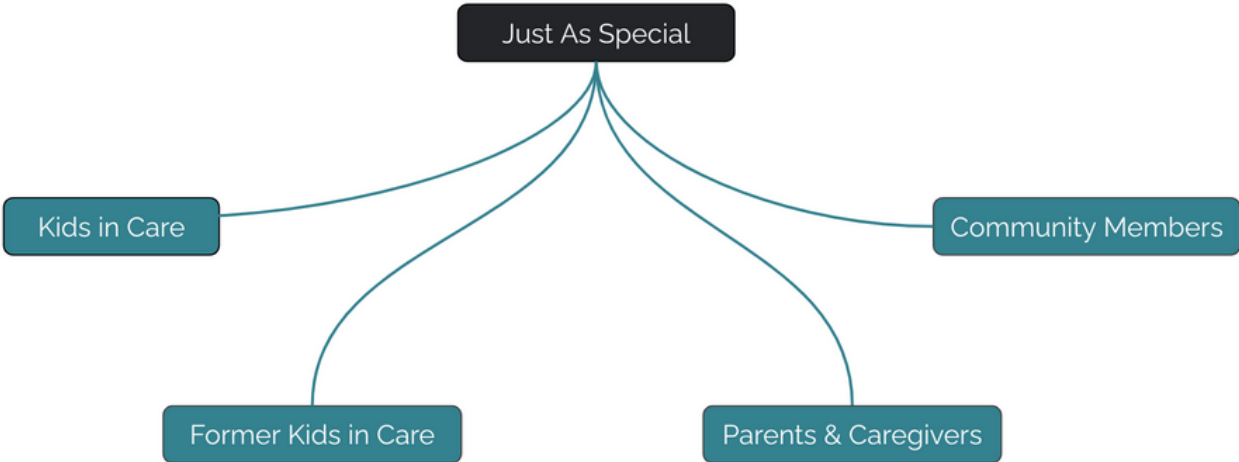 Just As Special
Kids in Care
Community Members
Former Kids in Care
Parents & Caregivers